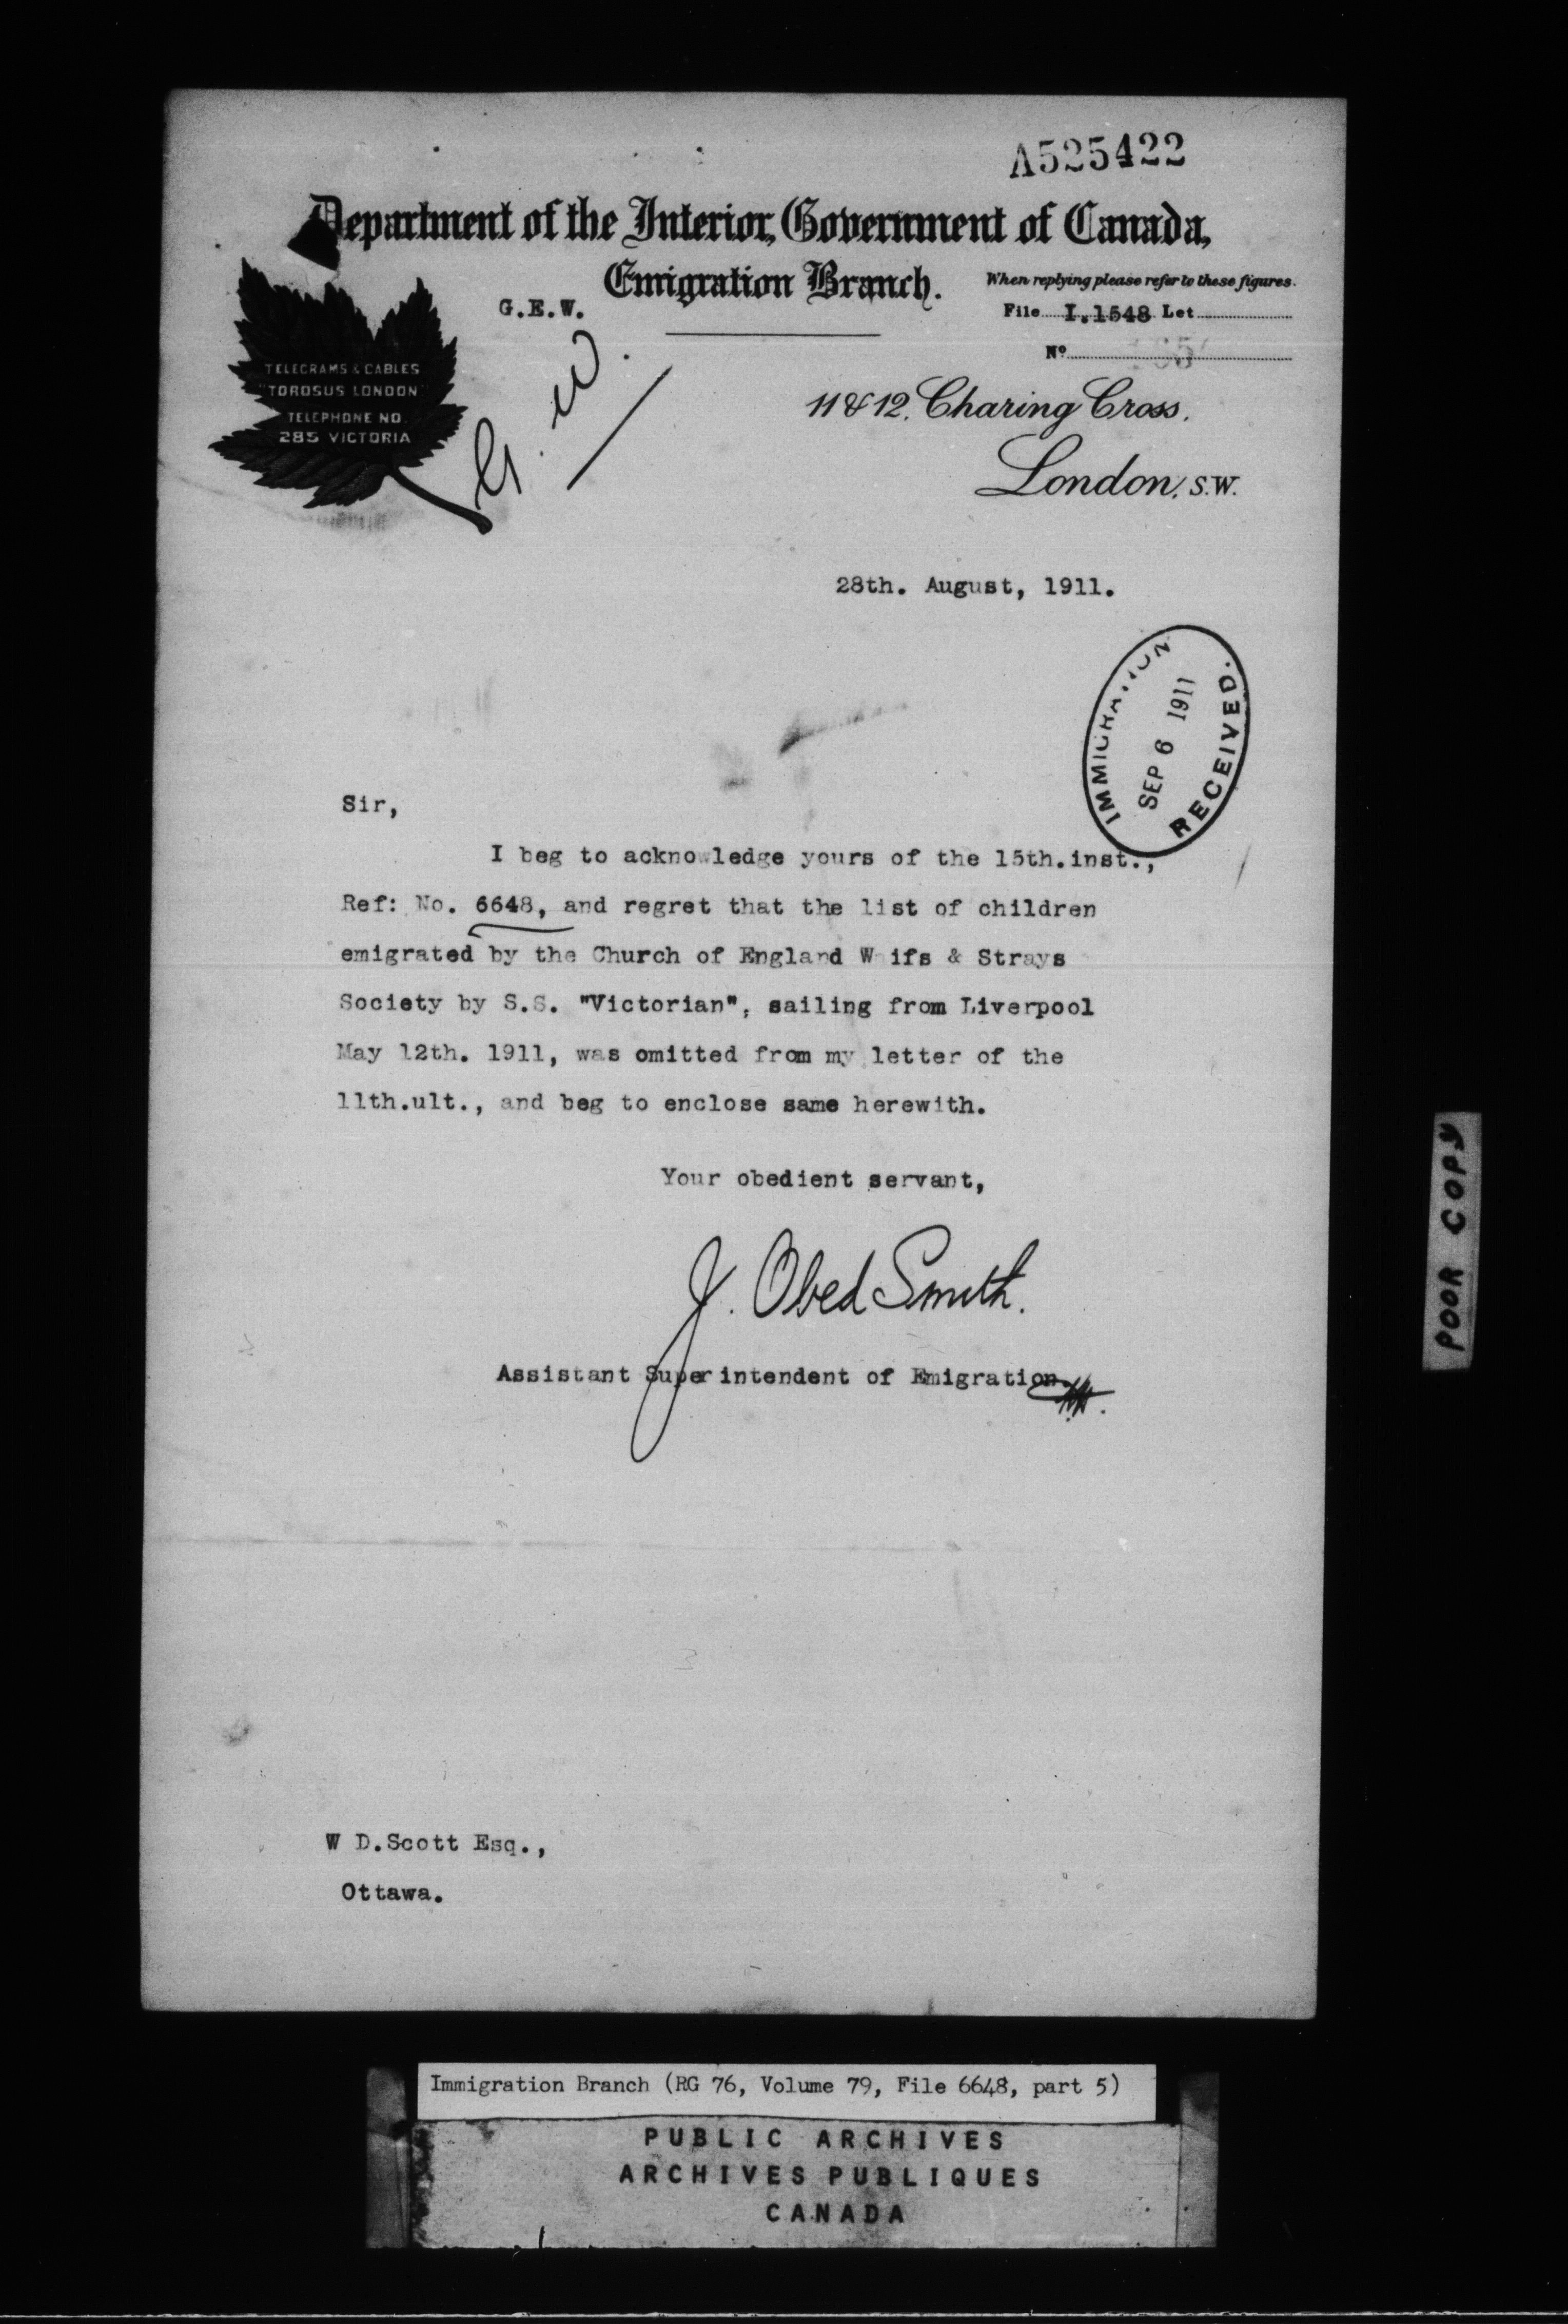 A525422
Department of the Interior, Government of Canada,
Emigration Branch.
When replying please refer to these figures.
G.E.W.
File I.1548 Let
No
TELEGRAMS & CABLES
"TOROSUS LONDON"
TELEPHONE NO.
285 VICTORIA
G. W.
11 & 12, Charing Cross,
London, S.W.
28th. August, 1911.
IMMIGRATION
SEP 6 1911
RECEIVED.
Sir,
I beg to acknowledge yours of the 15th.inst.,
Ref: No. 6648, and regret that the list of children
emigrated by the Church of England Waifs & Strays
Society by S.S. "Victorian", sailing from Liverpool
May 12th. 1911, was omitted from my letter of the
11th.ult., and beg to enclose same herewith.
Your obedient servant,
J. Obed Smith.
Assistant Superintendent of Emigration.
W D.Scott Esq.,
Ottawa.
POOR COPY
Immigration Branch (RG 76, Volume 79, File 6648, part 5)
PUBLIC ARCHIVES
ARCHIVES PUBLIQUES
CANADA